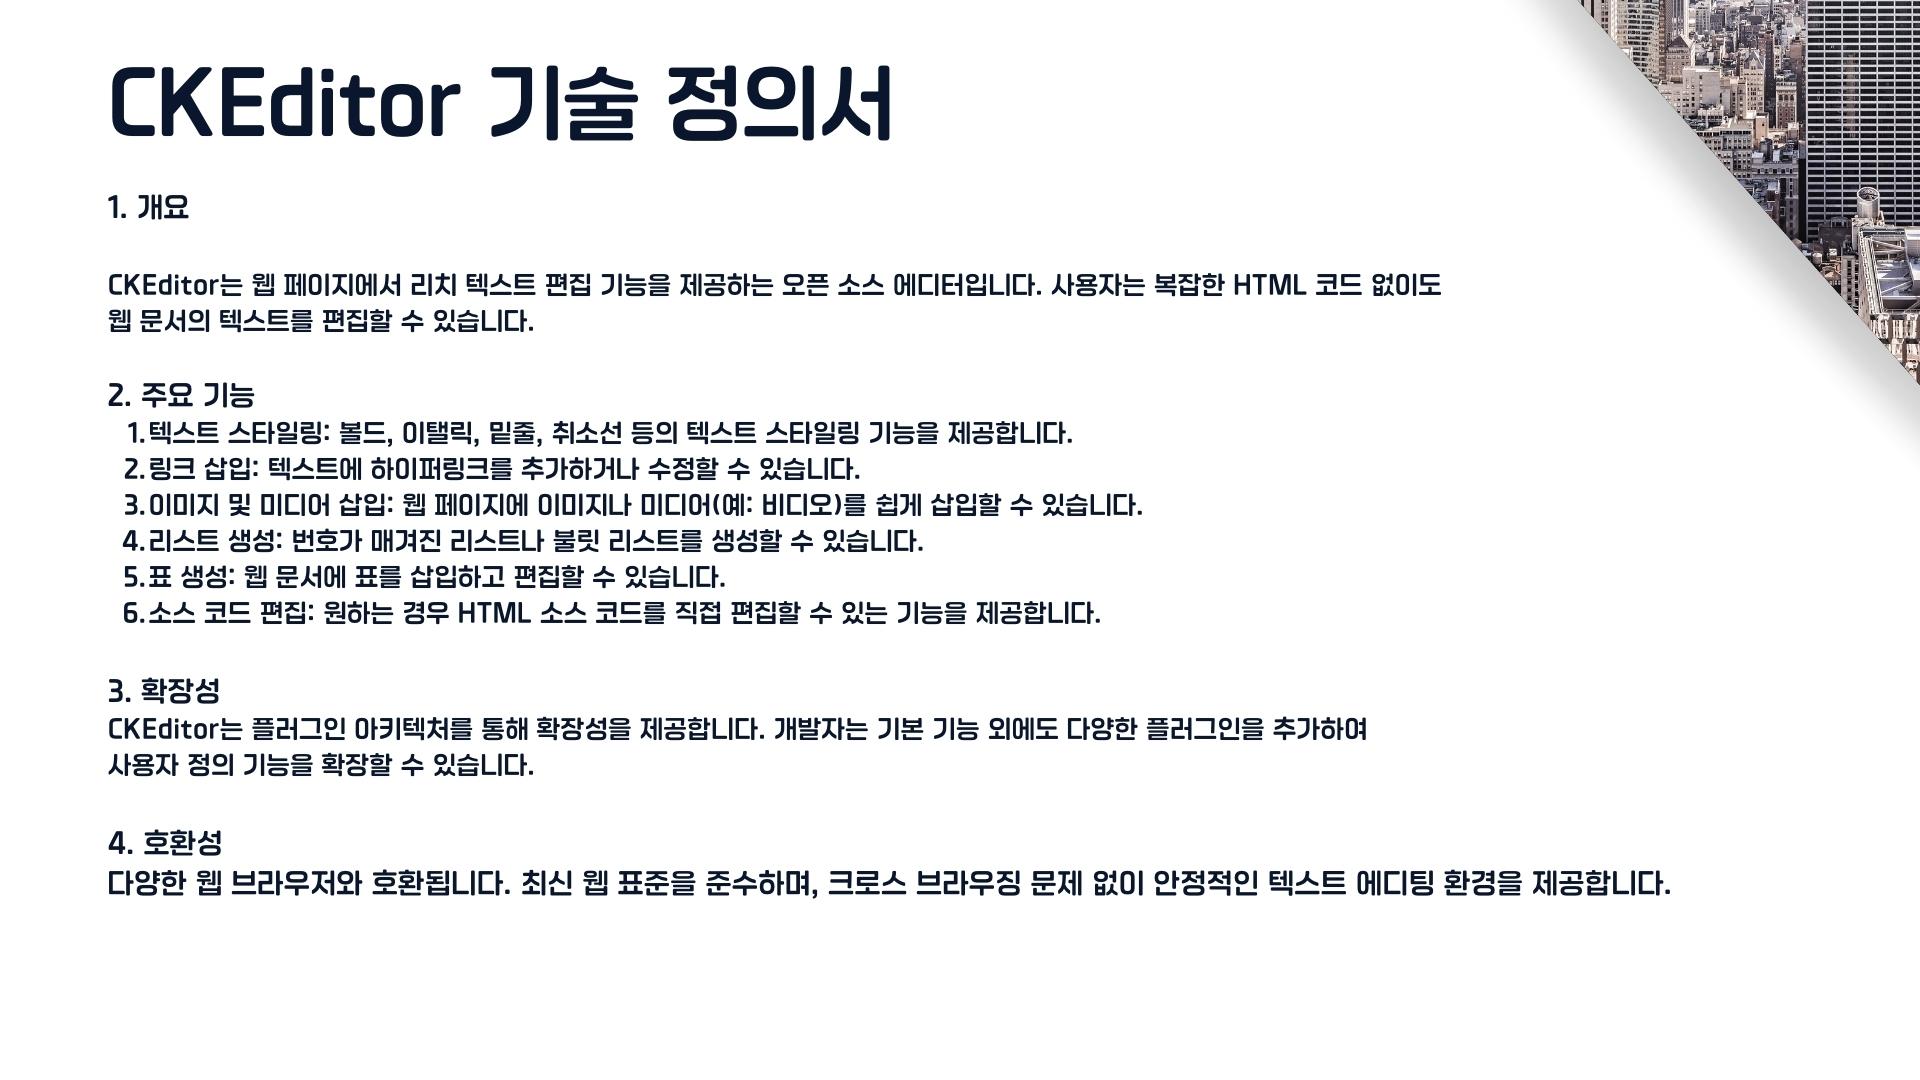 CKEditor 기술 정의서
1. 개요
CKEditor는 웹 페이지에서 리치 텍스트 편집 기능을 제공하는 오픈 소스 에디터입니다. 사용자는 복잡한 HTML 코드 없이도
웹 문서의 텍스트를 편집할 수 있습니다.
2. 주요 기능
1. 텍스트 스타일링: 볼드, 이탤릭, 밑줄, 취소선 등의 텍스트 스타일링 기능을 제공합니다.
2. 링크 삽입: 텍스트에 하이퍼링크를 추가하거나 수정할 수 있습니다.
3. 이미지 및 미디어 삽입: 웹 페이지에 이미지나 미디어(예: 비디오)를 쉽게 삽입할 수 있습니다.
4. 리스트 생성: 번호가 매겨진 리스트나 불릿 리스트를 생성할 수 있습니다.
5. 표 생성: 웹 문서에 표를 삽입하고 편집할 수 있습니다.
6. 소스 코드 편집: 원하는 경우 HTML 소스 코드를 직접 편집할 수 있는 기능을 제공합니다.
3. 확장성
CKEditor는 플러그인 아키텍처를 통해 확장성을 제공합니다. 개발자는 기본 기능 외에도 다양한 플러그인을 추가하여
사용자 정의 기능을 확장할 수 있습니다.
4. 호환성
다양한 웹 브라우저와 호환됩니다. 최신 웹 표준을 준수하며, 크로스 브라우징 문제 없이 안정적인 텍스트 에디팅 환경을 제공합니다.